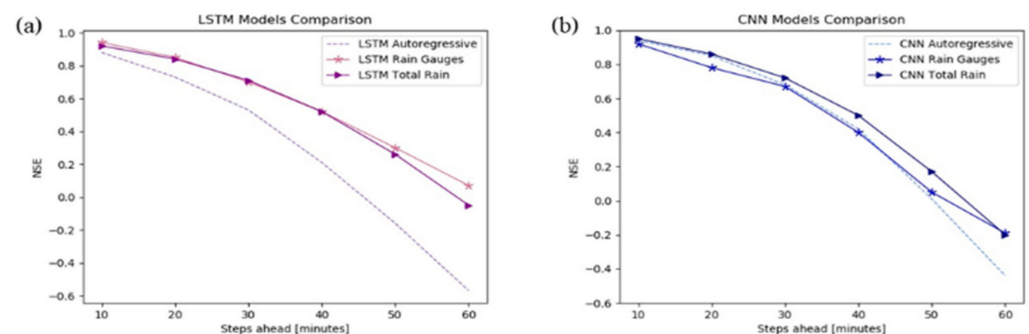 (a)
LSTM Models Comparison
NSE
1.0
0.8
0.6
0.4
0.2
0.0
−0.2
−0.4
−0.6
LSTM Autoregressive
LSTM Rain Gauges
LSTM Total Rain
10 20 30 40 50 60
Steps ahead [minutes]
(b)
CNN Models Comparison
NSE
1.0
0.8
0.6
0.4
0.2
0.0
−0.2
−0.4
−0.6
CNN Autoregressive
CNN Rain Gauges
CNN Total Rain
10 20 30 40 50 60
Steps ahead [minutes]